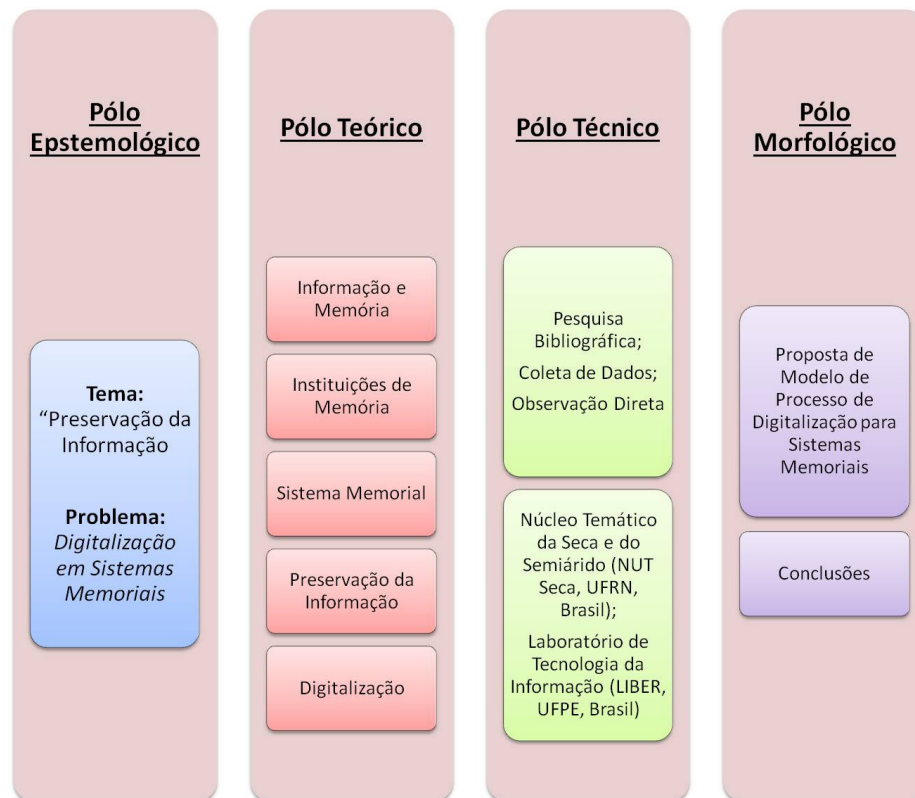 Pólo
Epstemológico
Tema:
“Preservação da
Informação
Problema:
Digitalização
em Sistemas
Memoriais
Pólo Teórico
Informação e
Memória
Instituições de
Memória
Sistema Memorial
Preservação da
Informação
Digitalização
Pólo Técnico
Pesquisa
Bibliográfica;
Coleta de Dados;
Observação Direta
Núcleo Temático
da Seca e do
Semiárido (NUT
Seca, UFRN,
Brasil);
Laboratório de
Tecnologia da
Informação (LIBER,
UFPE, Brasil)
Pólo
Morfológico
Proposta de
Modelo de
Processo de
Digitalização para
Sistemas
Memoriais
Conclusões